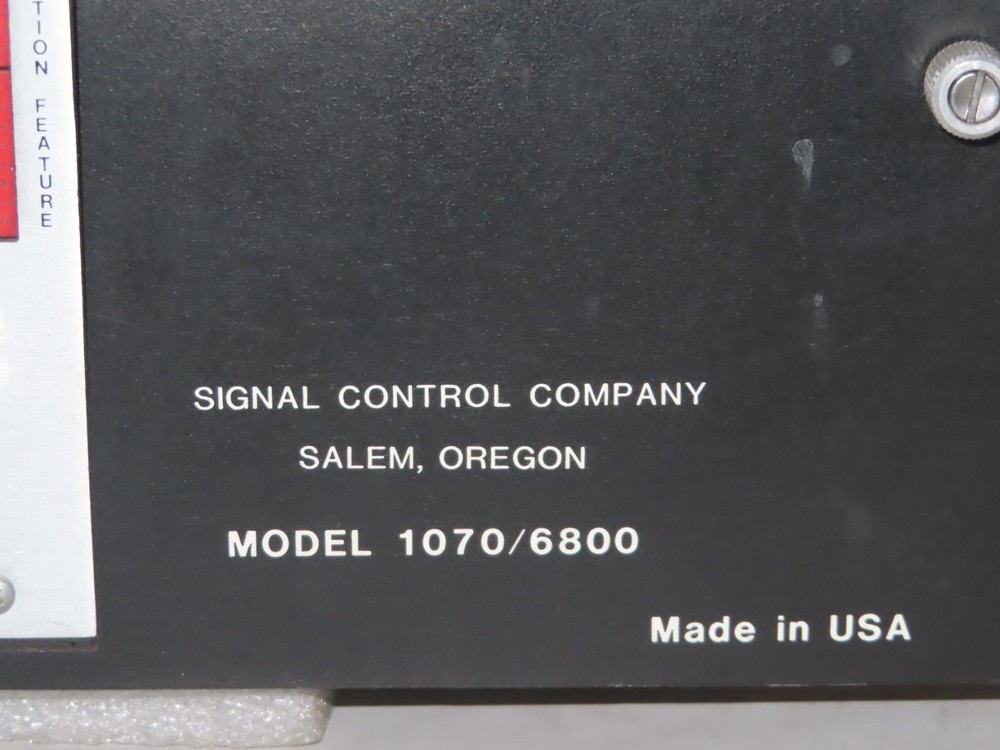 TION FEATURE
SIGNAL CONTROL COMPANY
SALEM, OREGON
MODEL 1070/6800
Made in USA